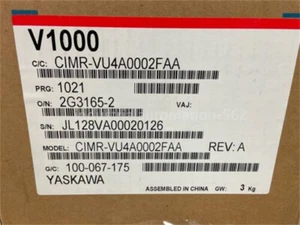 V1000
C/C: CIMR-VU4A0002FAA
PRG: 1021
O/N: 2G3165-2 VAJ:
S/N: JL128VA00020126
MODEL: CIMR-VU4A0002FAA REV: A
G/C: 100-067-175
YASKAWA ASSEMBLED IN CHINA GW: 3 Kg